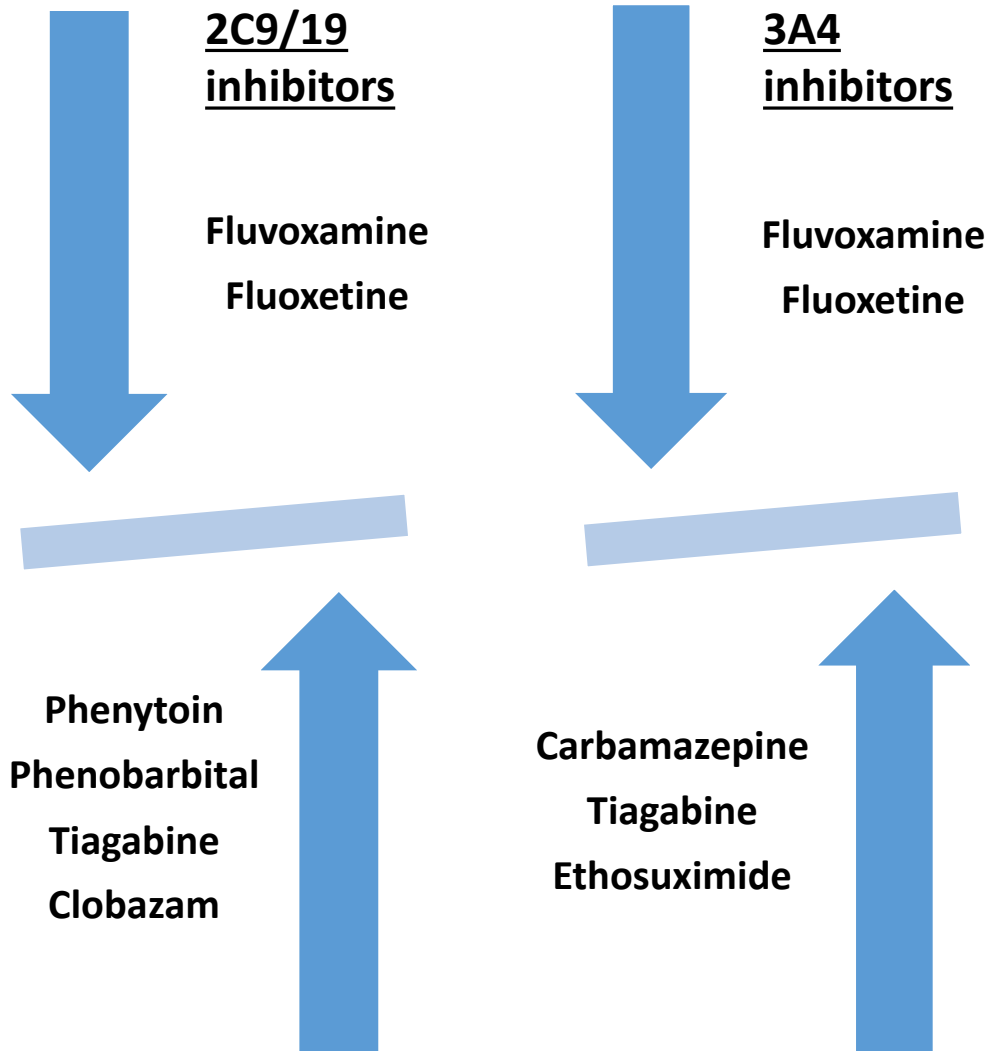 2C9/19
inhibitors
Fluvoxamine
Fluoxetine
Phenytoin
Phenobarbital
Tiagabine
Clobazam
3A4
inhibitors
Fluvoxamine
Fluoxetine
Carbamazepine
Tiagabine
Ethosuximide